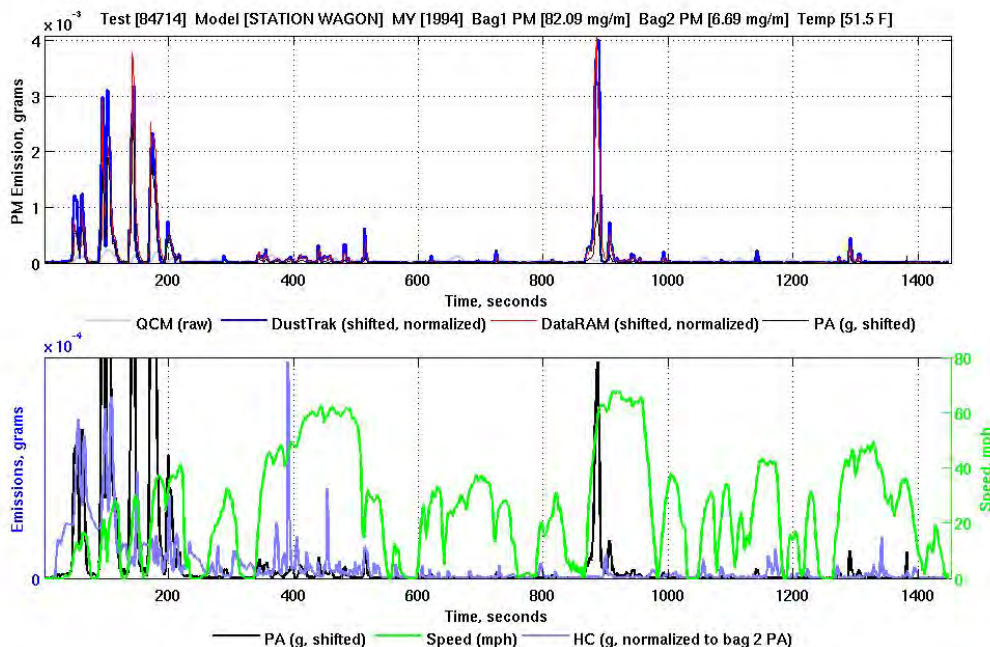 Test [84714] Model [STATION WAGON] MY [1994] Bag1 PM [82.09 mg/m] Bag2 PM [6.69 mg/m] Temp [51.5 F]
x 10⁻³
4
3
2
1
0
PM Emission, grams
200 400 600 800 1000 1200 1400
Time, seconds
QCM (raw) DustTrak (shifted, normalized) DataRAM (shifted, normalized) PA (g, shifted)
x 10⁻⁴
0
Emissions, grams
80
60
40
20
0
Speed, mph
200 400 600 800 1000 1200 1400
Time, seconds
PA (g, shifted) Speed (mph) HC (g, normalized to bag 2 PA)